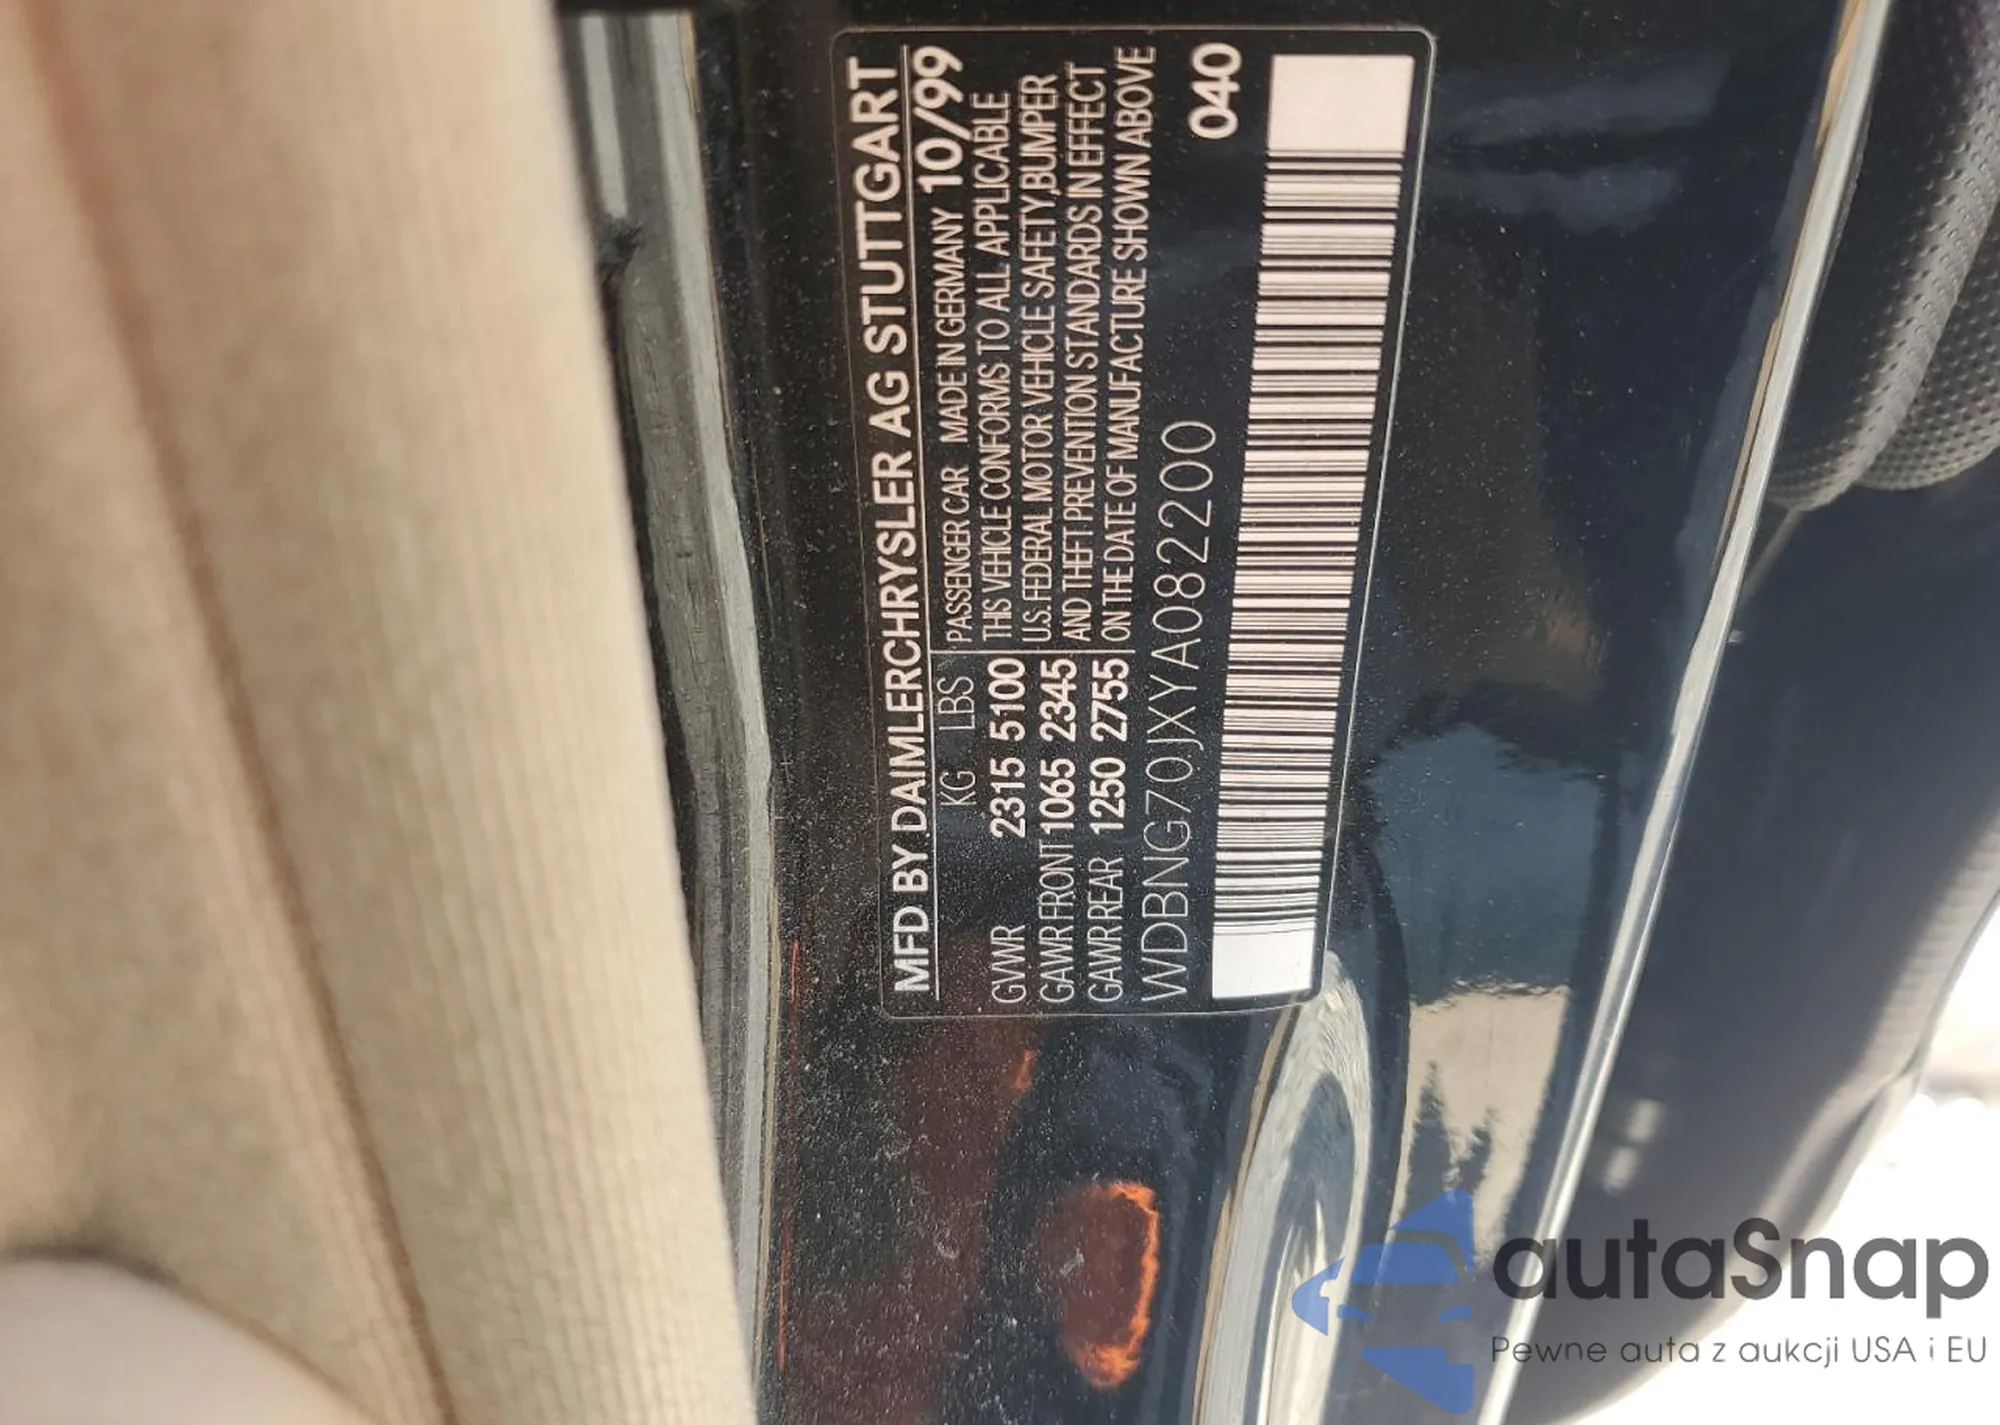 MFD BY DAIMLERCHRYSLER AG STUTTGART
KG LBS PASSENGER CAR MADE IN GERMANY 10/99
GVWR 2315 5100 THIS VEHICLE CONFORMS TO ALL APPLICABLE
GAWR FRONT 1065 2345 U.S. FEDERAL MOTOR VEHICLE SAFETY,BUMPER
GAWR REAR 1250 2755 AND THEFT PREVENTION STANDARDS IN EFFECT
ON THE DATE OF MANUFACTURE SHOWN ABOVE
WDBNG70JXYA082200 040
autaSnap
Pewne auta z aukcji USA i EU